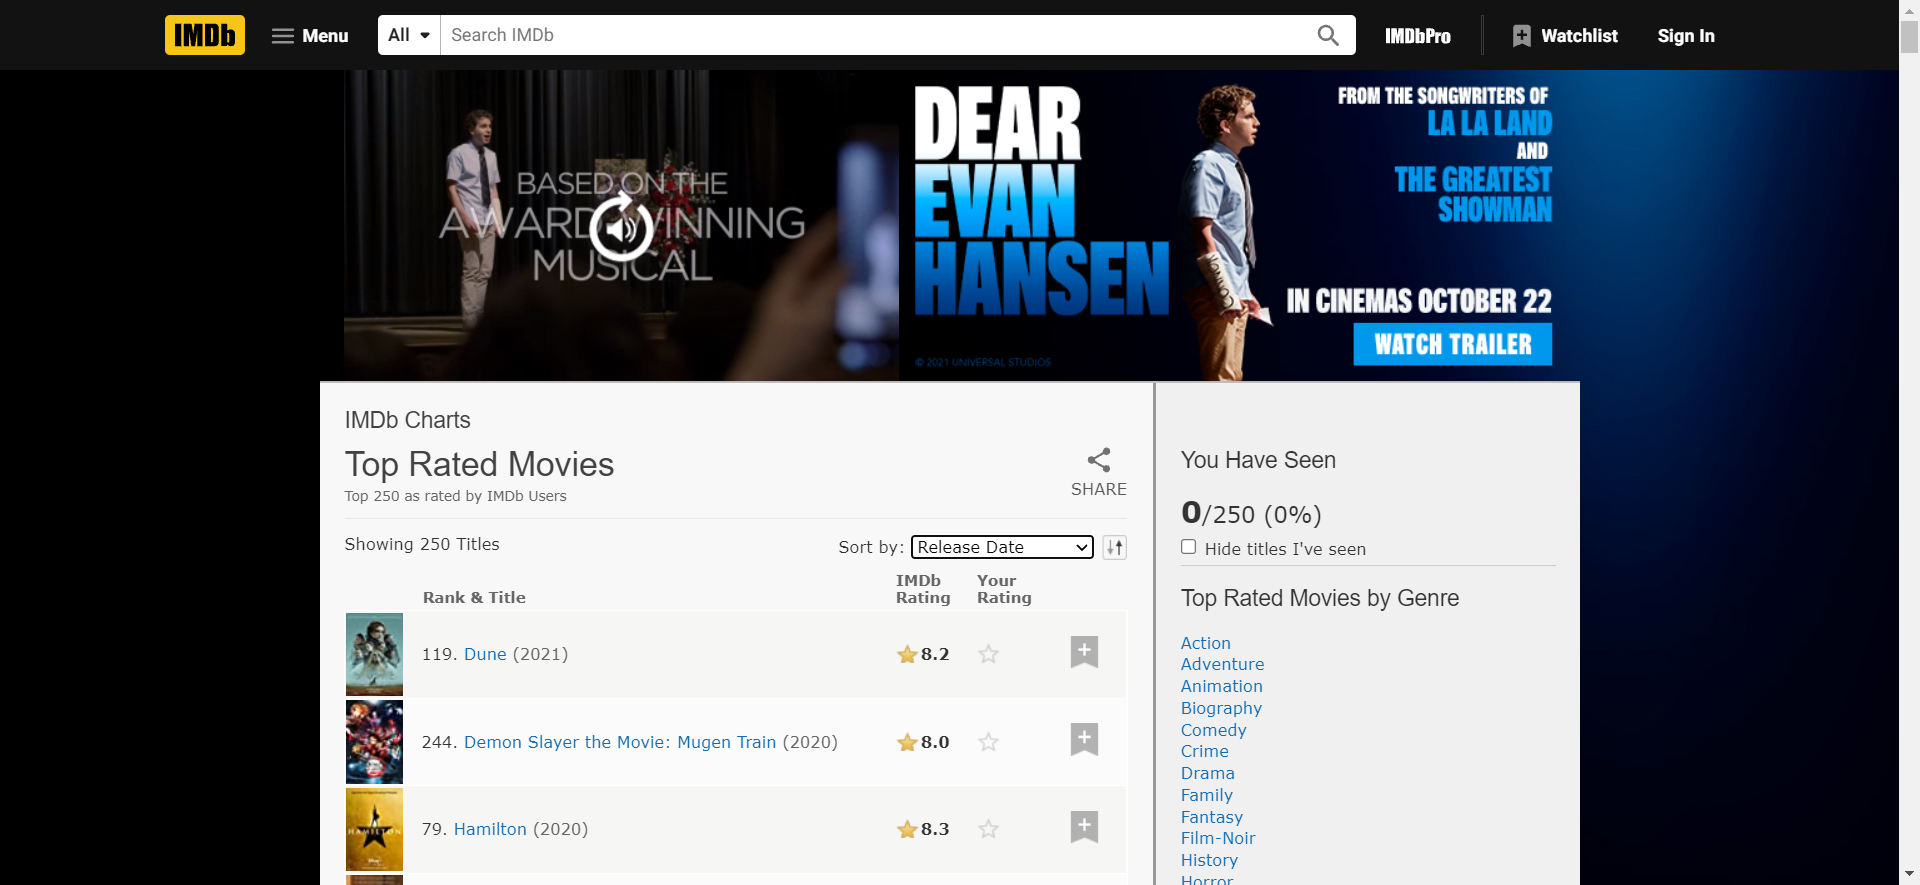 IMDb
Menu
All
Search IMDb
IMDbPro
Watchlist
Sign In
BASED ON THE
AWARD WINNING
MUSICAL
DEAR
EVAN
HANSEN
© 2021 UNIVERSAL STUDIOS
FROM THE SONGWRITERS OF
LA LA LAND
AND
THE GREATEST
SHOWMAN
IN CINEMAS OCTOBER 22
WATCH TRAILER
IMDb Charts
Top Rated Movies
Top 250 as rated by IMDb Users
SHARE
Showing 250 Titles
Sort by: Release Date
Rank & Title
IMDb Rating
Your Rating
119. Dune (2021)
8.2
244. Demon Slayer the Movie: Mugen Train (2020)
8.0
HAMILTON
79. Hamilton (2020)
8.3
You Have Seen
0/250 (0%)
Hide titles I've seen
Top Rated Movies by Genre
Action
Adventure
Animation
Biography
Comedy
Crime
Drama
Family
Fantasy
Film-Noir
History
Horror